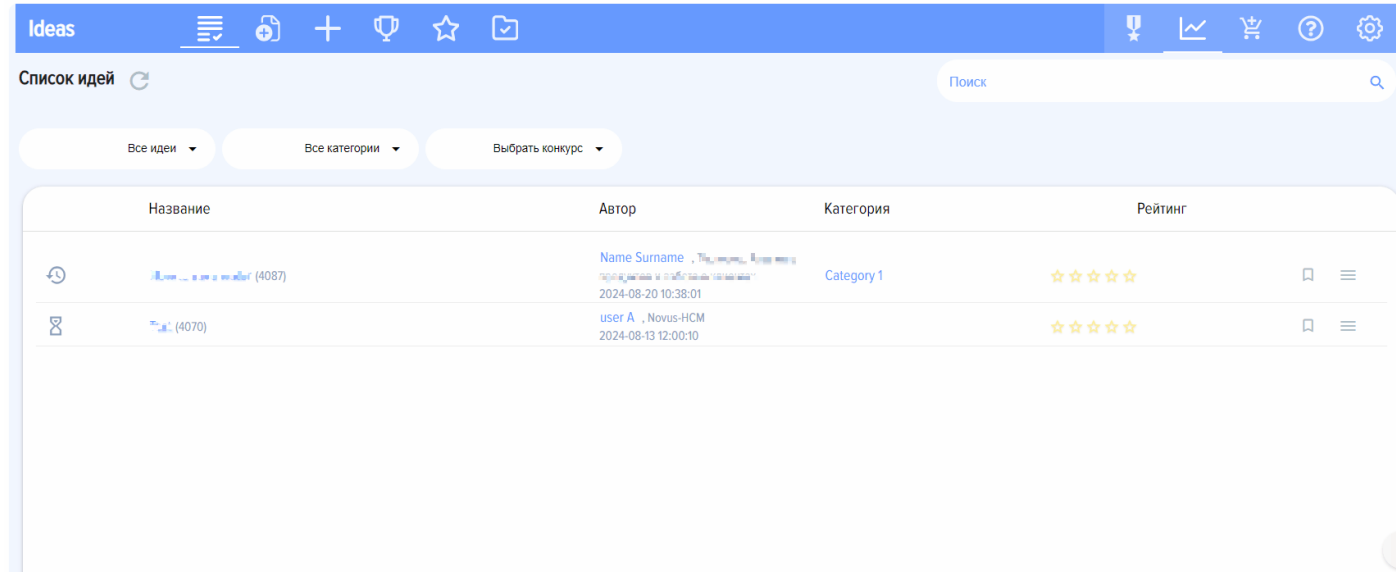 Ideas
Список идей
Поиск
Все идеи
Все категории
Выбрать конкурс
Название Автор Категория Рейтинг
Name Surname ,
(4087) Category 1
2024-08-20 10:38:01
user A , Novus-HCM
(4070)
2024-08-13 12:00:10